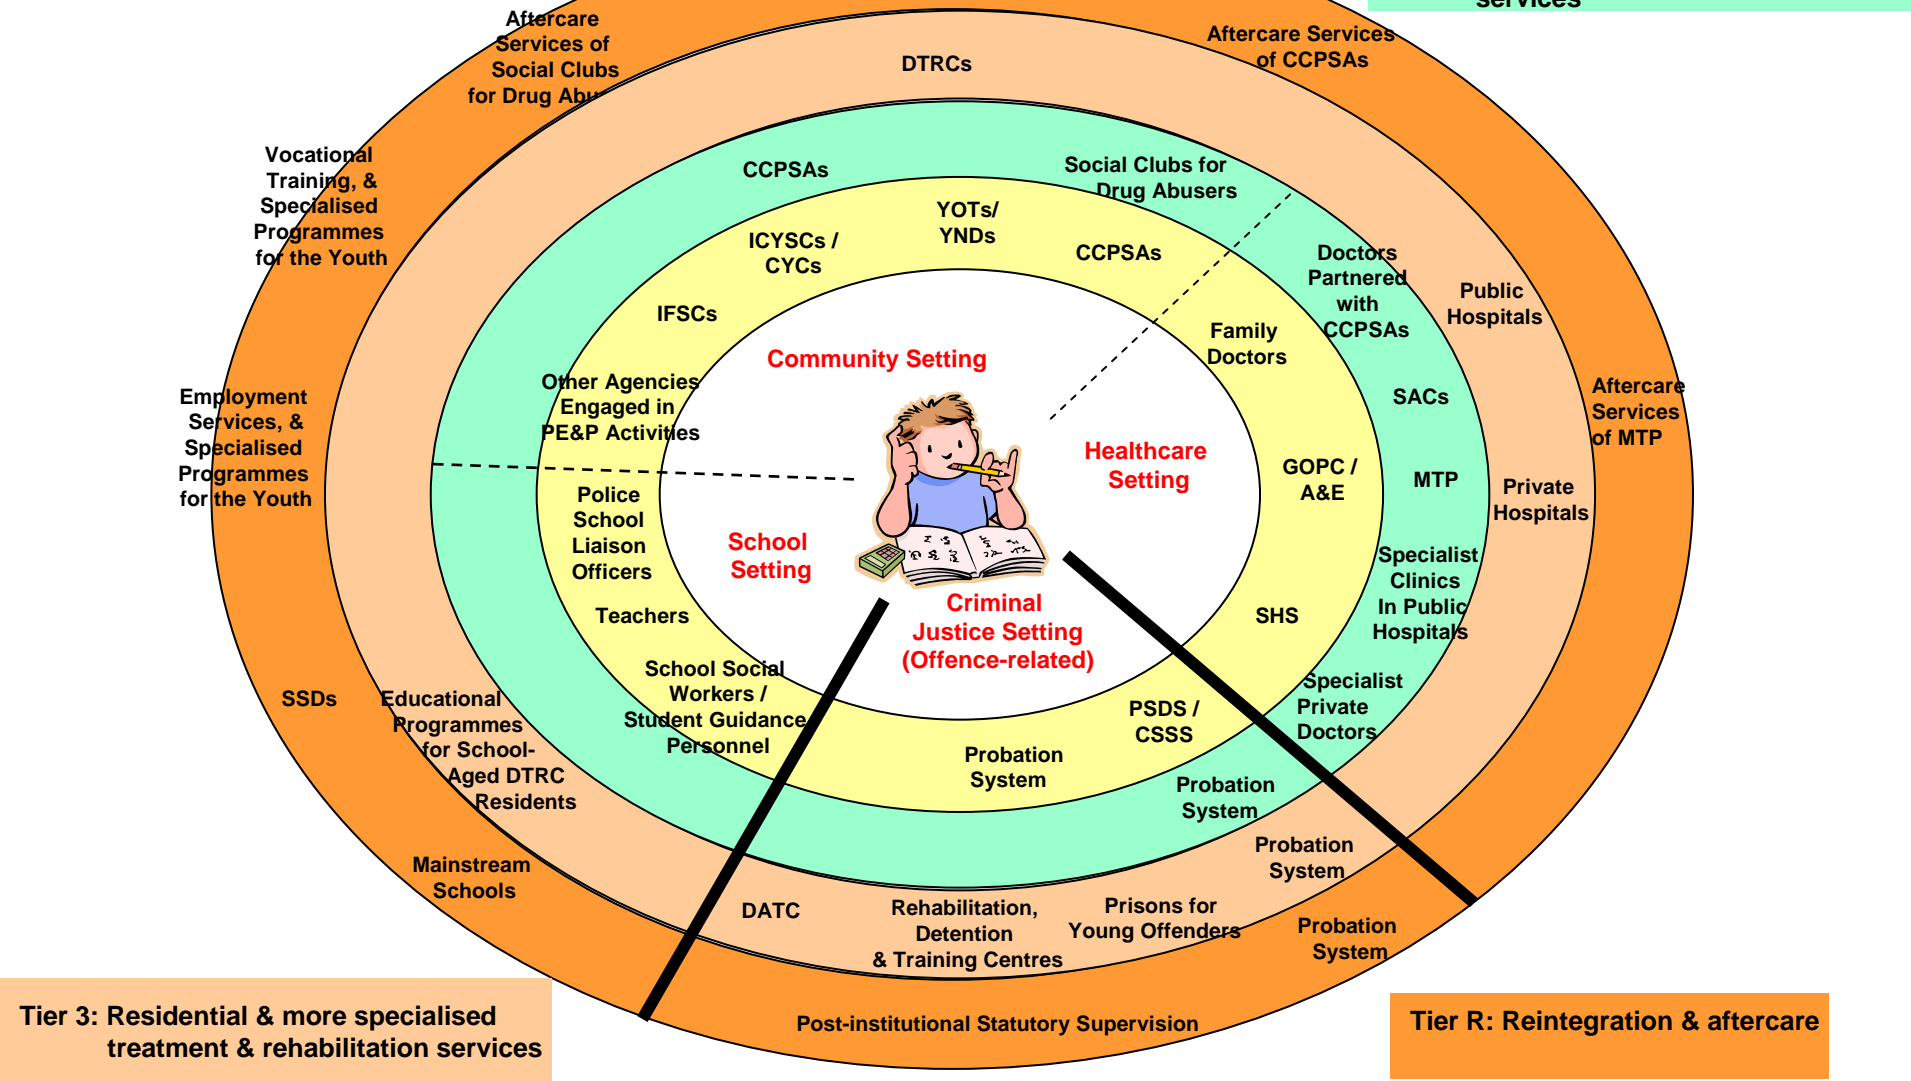 services
Aftercare
Services of
Social Clubs
for Drug Abu
DTRCs
Aftercare Services
of CCPSAs
Vocational
Training, &
Specialised
Programmes
for the Youth
CCPSAs
Social Clubs for
Drug Abusers
ICYSCs /
CYCs
YOTs/
YNDs
CCPSAs
Doctors
Partnered
with
CCPSAs
Public
Hospitals
IFSCs
Family
Doctors
Community Setting
Employment
Services, &
Specialised
Programmes
for the Youth
Other Agencies
Engaged in
PE&P Activities
SACs
Aftercare
Services
of MTP
Healthcare
Setting
GOPC /
A&E
MTP
Private
Hospitals
Police
School
Liaison
Officers
School
Setting
Specialist
Clinics
In Public
Hospitals
Teachers
Criminal
Justice Setting
(Offence-related)
SHS
School Social
Workers /
Student Guidance
Personnel
SSDs
Educational
Programmes
for School-
Aged DTRC
Residents
PSDS /
CSSS
Specialist
Private
Doctors
Probation
System
Probation
System
Probation
System
Mainstream
Schools
DATC
Rehabilitation,
Detention
& Training Centres
Prisons for
Young Offenders
Probation
System
Post-institutional Statutory Supervision
Tier 3: Residential & more specialised
treatment & rehabilitation services
Tier R: Reintegration & aftercare